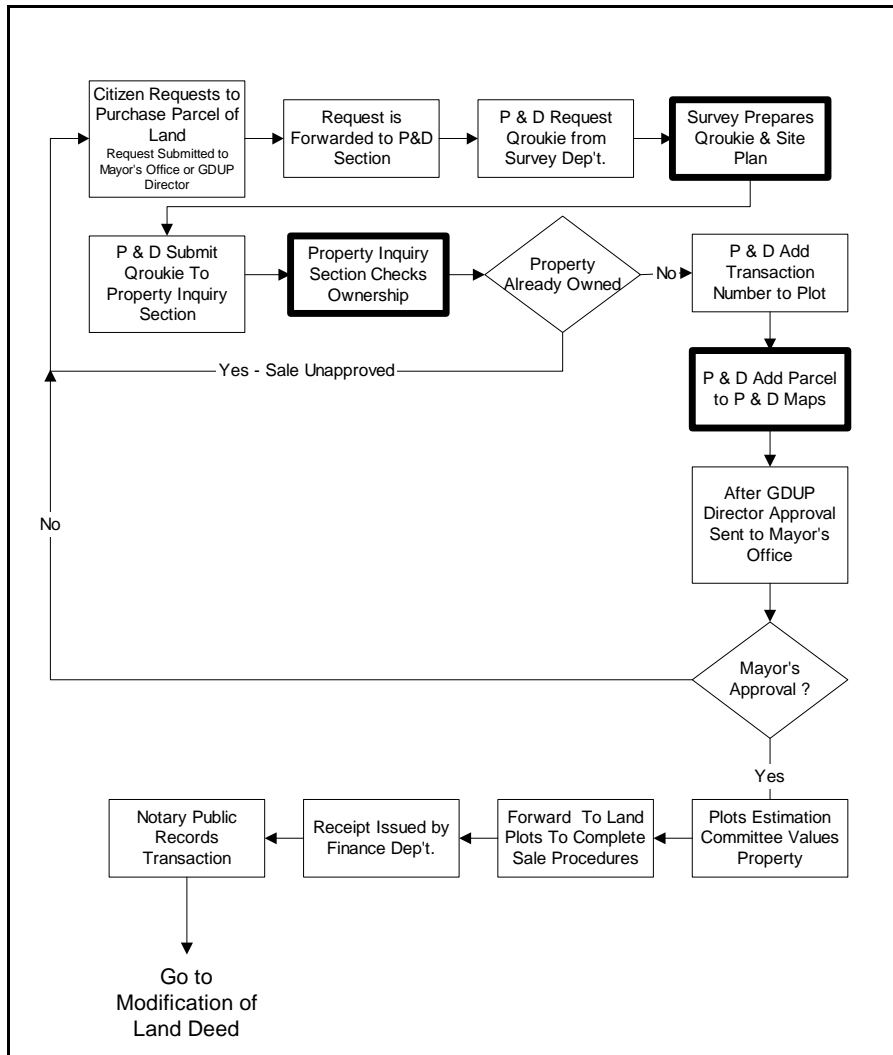 Citizen Requests to
Purchase Parcel of
Land
Request Submitted to
Mayor's Office or GDUP
Director
Request is
Forwarded to P&D
Section
P & D Request
Qroukie from
Survey Dep't.
Survey Prepares
Qroukie & Site
Plan
P & D Submit
Qroukie To
Property Inquiry
Section
Property Inquiry
Section Checks
Ownership
Property
Already Owned
No
P & D Add
Transaction
Number to Plot
Yes - Sale Unapproved
P & D Add Parcel
to P & D Maps
No
After GDUP
Director Approval
Sent to Mayor's
Office
Mayor's
Approval ?
Yes
Notary Public
Records
Transaction
Receipt Issued by
Finance Dep't.
Forward To Land
Plots To Complete
Sale Procedures
Plots Estimation
Committee Values
Property
Go to
Modification of
Land Deed